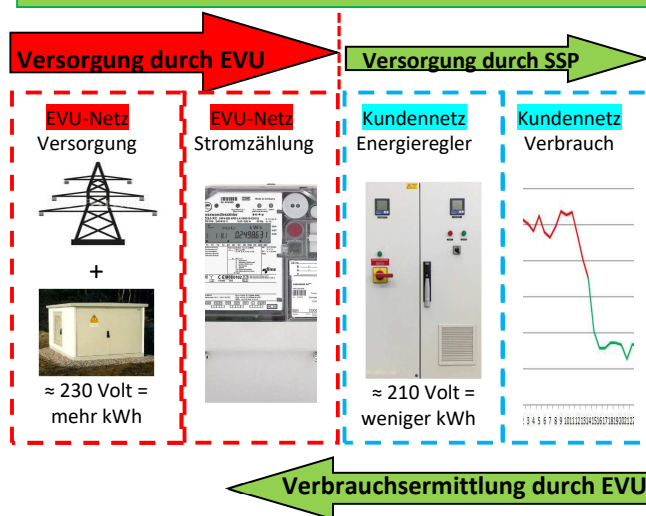 Versorgung durch EVU
Versorgung durch SSP
EVU-Netz
Versorgung
+
≈ 230 Volt =
mehr kWh
EVU-Netz
Stromzählung
kWh
Kundennetz
Energieregler
≈ 210 Volt =
weniger kWh
Kundennetz
Verbrauch
Verbrauchsermittlung durch EVU